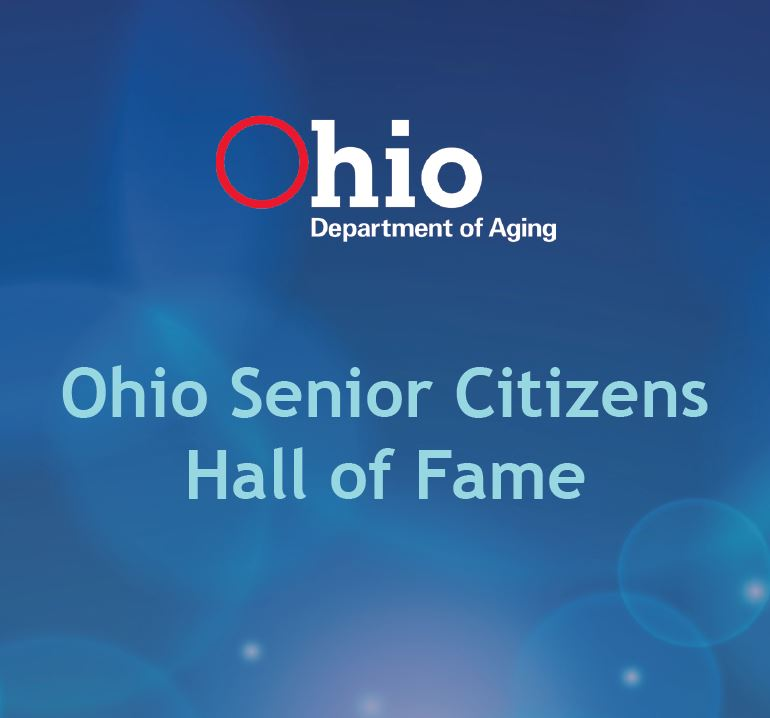 Ohio
Department of Aging
Ohio Senior Citizens
Hall of Fame